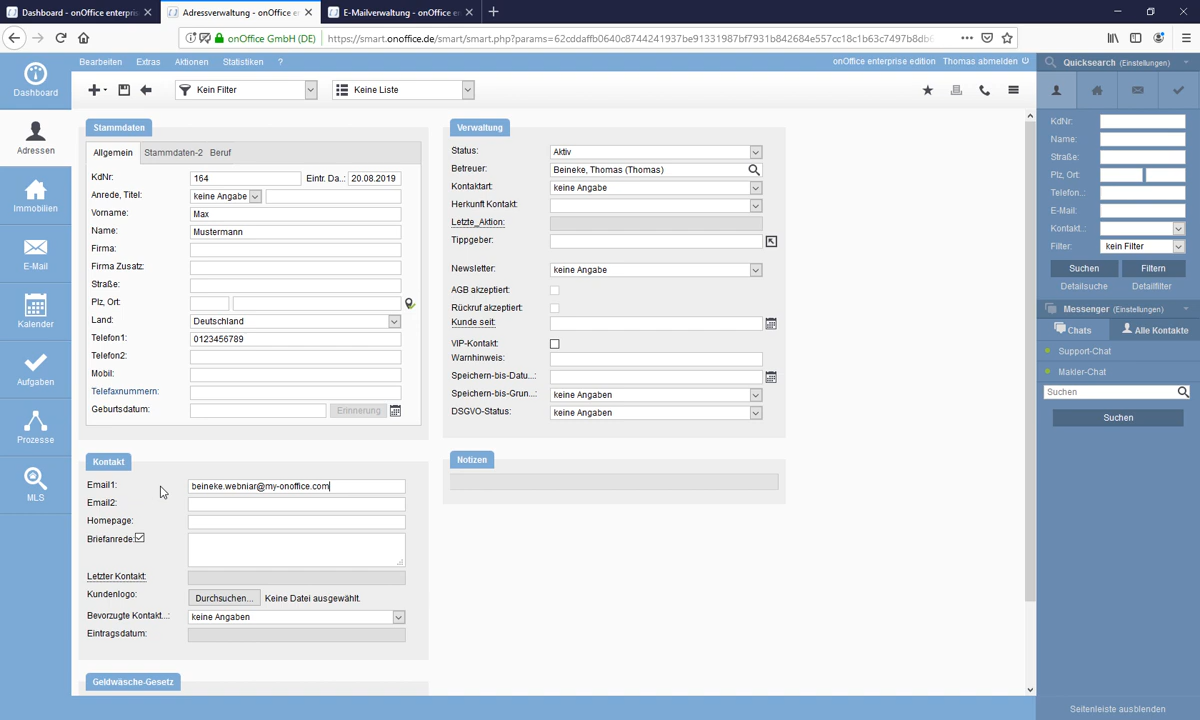 Dashboard - onOffice enterpris
Adressverwaltung - onOffice e
E-Mailverwaltung - onOffice e
onOffice GmbH (DE)
https://smart.onoffice.de/smart/smart.php?params=62cddaffb0640c8744241937be91331987bf7931b842684e557cc18c1b63c7497b8db6
Bearbeiten Extras Aktionen Statistiken ?
onOffice enterprise edition Thomas abmelden
Quicksearch (Einstellungen)
Kein Filter
Keine Liste
Dashboard
Adressen
Immobilien
E-Mail
Kalender
Aufgaben
Prozesse
MLS
Stammdaten
Allgemein Stammdaten-2 Beruf
KdNr: 164 Eintr. Da..: 20.08.2019
Anrede, Titel: keine Angabe
Vorname: Max
Name: Mustermann
Firma:
Firma Zusatz:
Straße:
Plz, Ort:
Land: Deutschland
Telefon1: 0123456789
Telefon2:
Mobil:
Telefaxnummern:
Geburtsdatum: Erinnerung
Kontakt
Email1: beineke.webniar@my-onoffice.com
Email2:
Homepage:
Briefanrede:
Letzter Kontakt:
Kundenlogo: Durchsuchen... Keine Datei ausgewählt.
Bevorzugte Kontakt...: keine Angaben
Eintragsdatum:
Geldwäsche-Gesetz
Verwaltung
Status: Aktiv
Betreuer: Beineke, Thomas (Thomas)
Kontaktart: keine Angabe
Herkunft Kontakt:
Letzte_Aktion:
Tippgeber:
Newsletter: keine Angabe
AGB akzeptiert:
Rückruf akzeptiert:
Kunde seit:
VIP-Kontakt:
Warnhinweis:
Speichern-bis-Datu...:
Speichern-bis-Grun...: keine Angaben
DSGVO-Status: keine Angaben
Notizen
KdNr:
Name:
Straße:
Plz, Ort:
Telefon..:
E-Mail:
Kontakt..:
Filter: kein Filter
Suchen Filtern
Detailsuche Detailfilter
Messenger (Einstellungen)
Chats Alle Kontakte
Support-Chat
Makler-Chat
Suchen
Suchen
Seitenleiste ausblenden